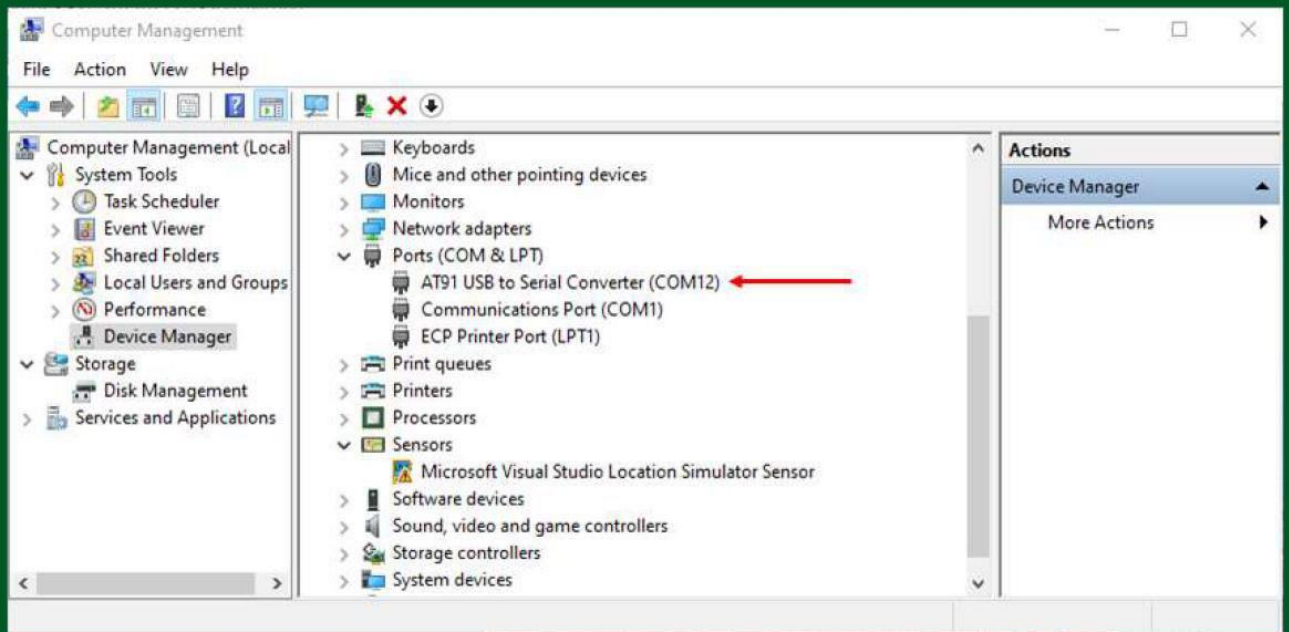 Computer Management
File Action View Help
Computer Management (Local
System Tools
Task Scheduler
Event Viewer
Shared Folders
Local Users and Groups
Performance
Device Manager
Storage
Disk Management
Services and Applications
Keyboards
Mice and other pointing devices
Monitors
Network adapters
Ports (COM & LPT)
AT91 USB to Serial Converter (COM12)
Communications Port (COM1)
ECP Printer Port (LPT1)
Print queues
Printers
Processors
Sensors
Microsoft Visual Studio Location Simulator Sensor
Software devices
Sound, video and game controllers
Storage controllers
System devices
Actions
Device Manager
More Actions